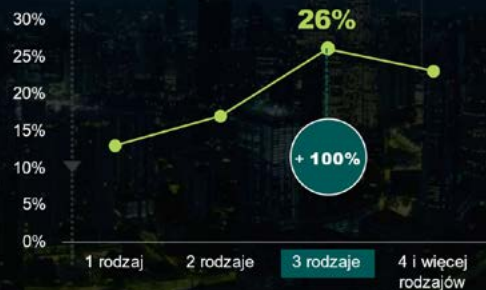 26%
30%
25%
20%
15%
10%
5%
0%
+ 100%
1 rodzaj
2 rodzaje
3 rodzaje
4 i więcej
rodzajów